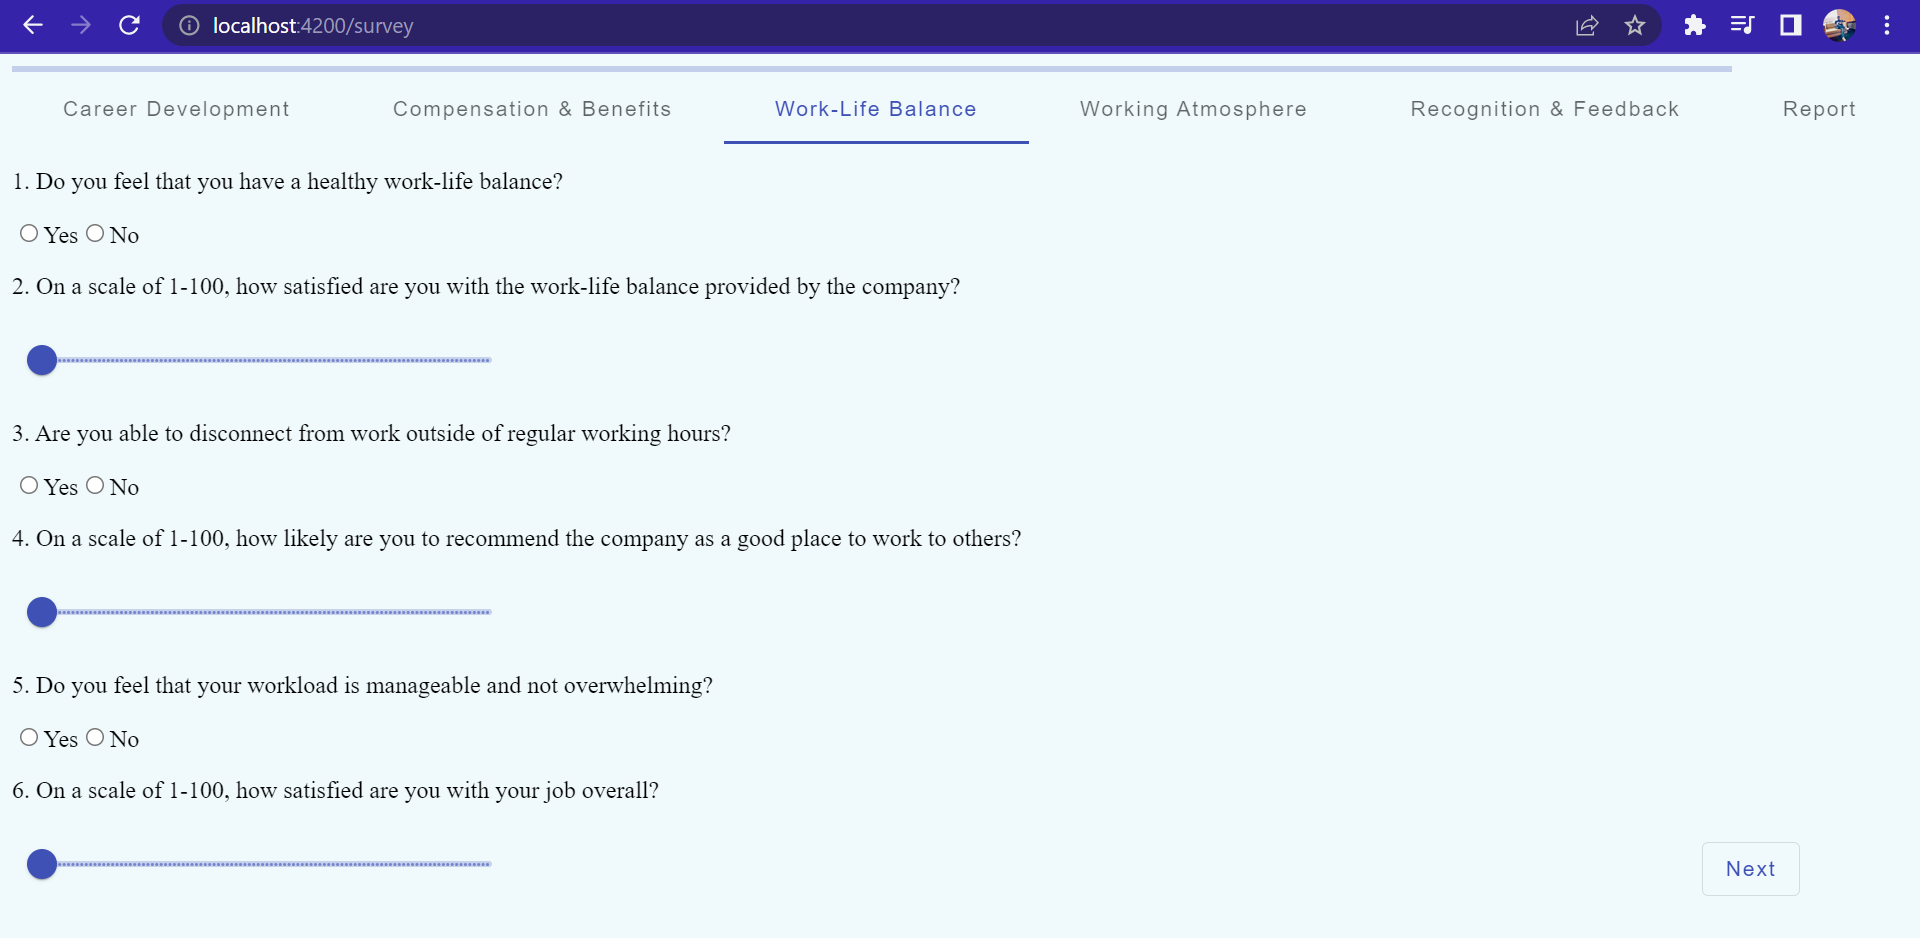 localhost:4200/survey
Career Development Compensation & Benefits Work-Life Balance Working Atmosphere Recognition & Feedback Report
1. Do you feel that you have a healthy work-life balance?
Yes No
2. On a scale of 1-100, how satisfied are you with the work-life balance provided by the company?
3. Are you able to disconnect from work outside of regular working hours?
Yes No
4. On a scale of 1-100, how likely are you to recommend the company as a good place to work to others?
5. Do you feel that your workload is manageable and not overwhelming?
Yes No
6. On a scale of 1-100, how satisfied are you with your job overall?
Next